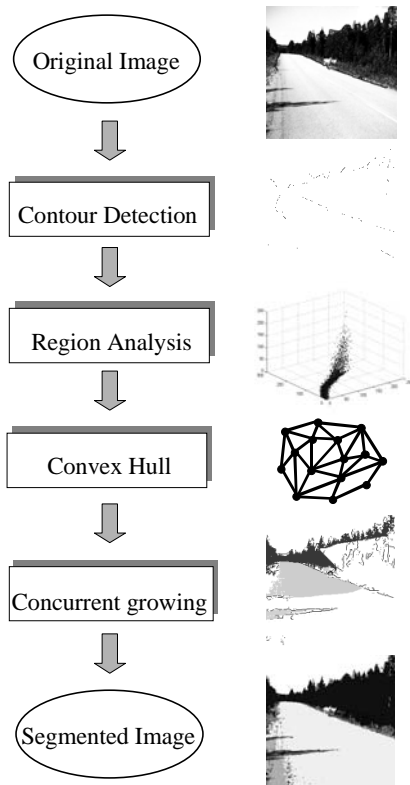 Original Image
Contour Detection
Region Analysis
Convex Hull
Concurrent growing
Segmented Image